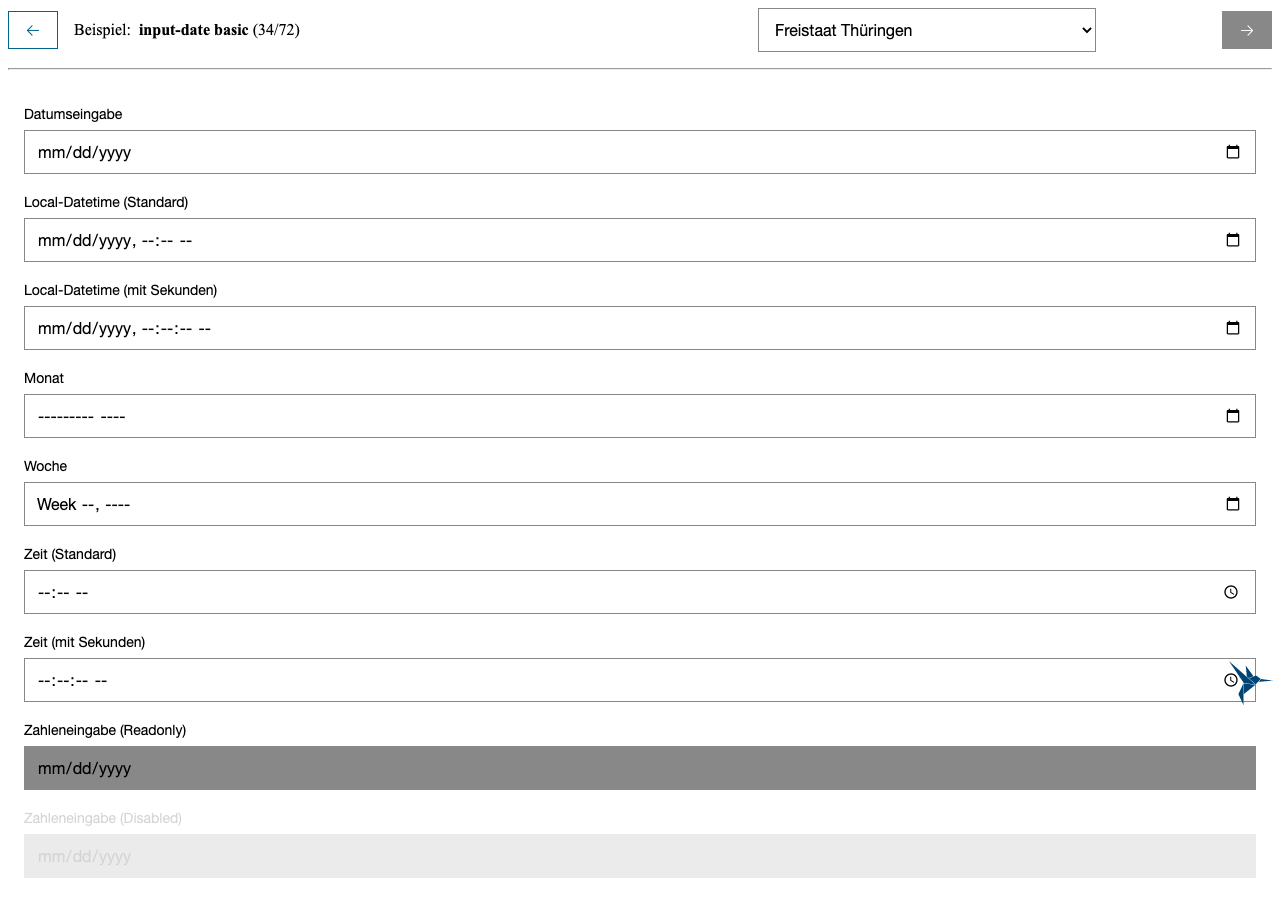 Beispiel: input-date basic (34/72)
Freistaat Thüringen
Datumseingabe
mm/dd/yyyy
Local-Datetime (Standard)
mm/dd/yyyy, --:-- --
Local-Datetime (mit Sekunden)
mm/dd/yyyy, --:--:-- --
Monat
--------- ----
Woche
Week --, ----
Zeit (Standard)
--:-- --
Zeit (mit Sekunden)
--:--:-- --
Zahleneingabe (Readonly)
mm/dd/yyyy
Zahleneingabe (Disabled)
mm/dd/yyyy